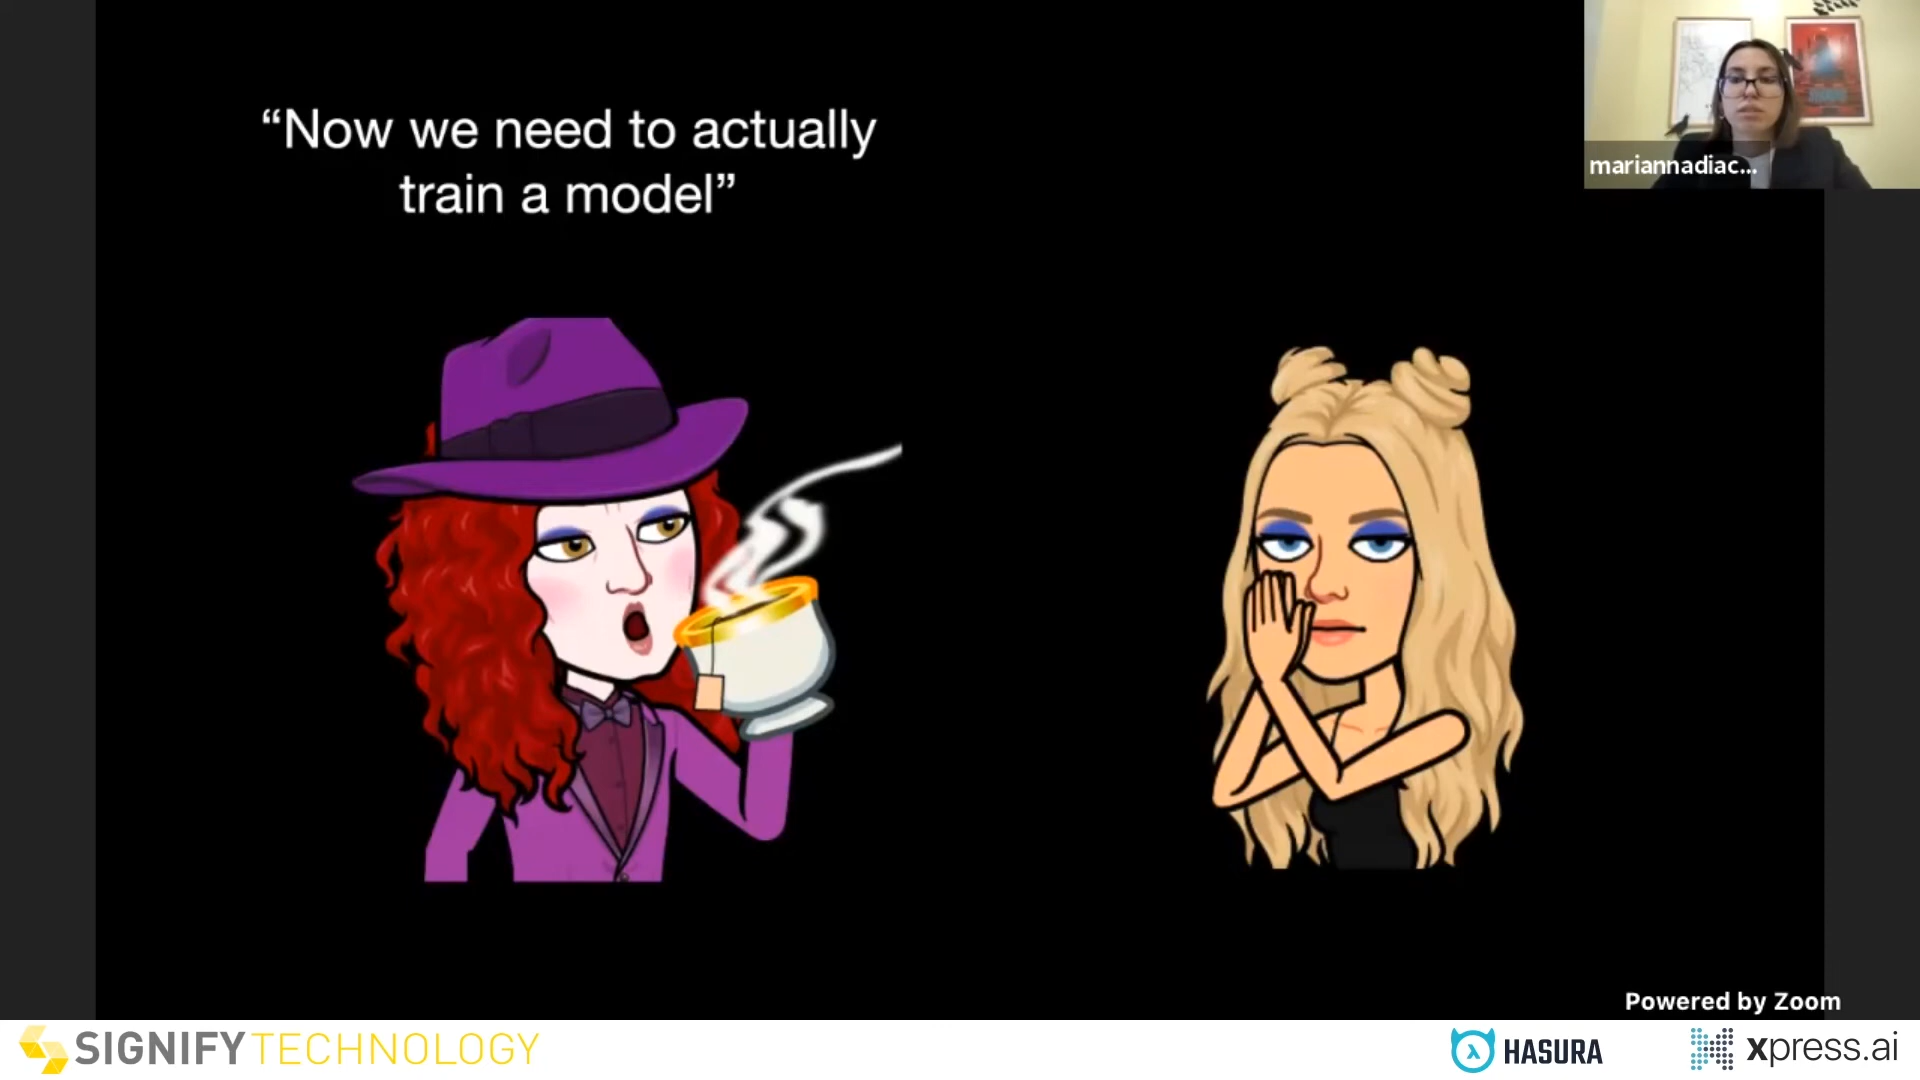 “Now we need to actually
train a model”
mariannadiac...
Powered by Zoom
SIGNIFY TECHNOLOGY
HASURA
xpress.ai